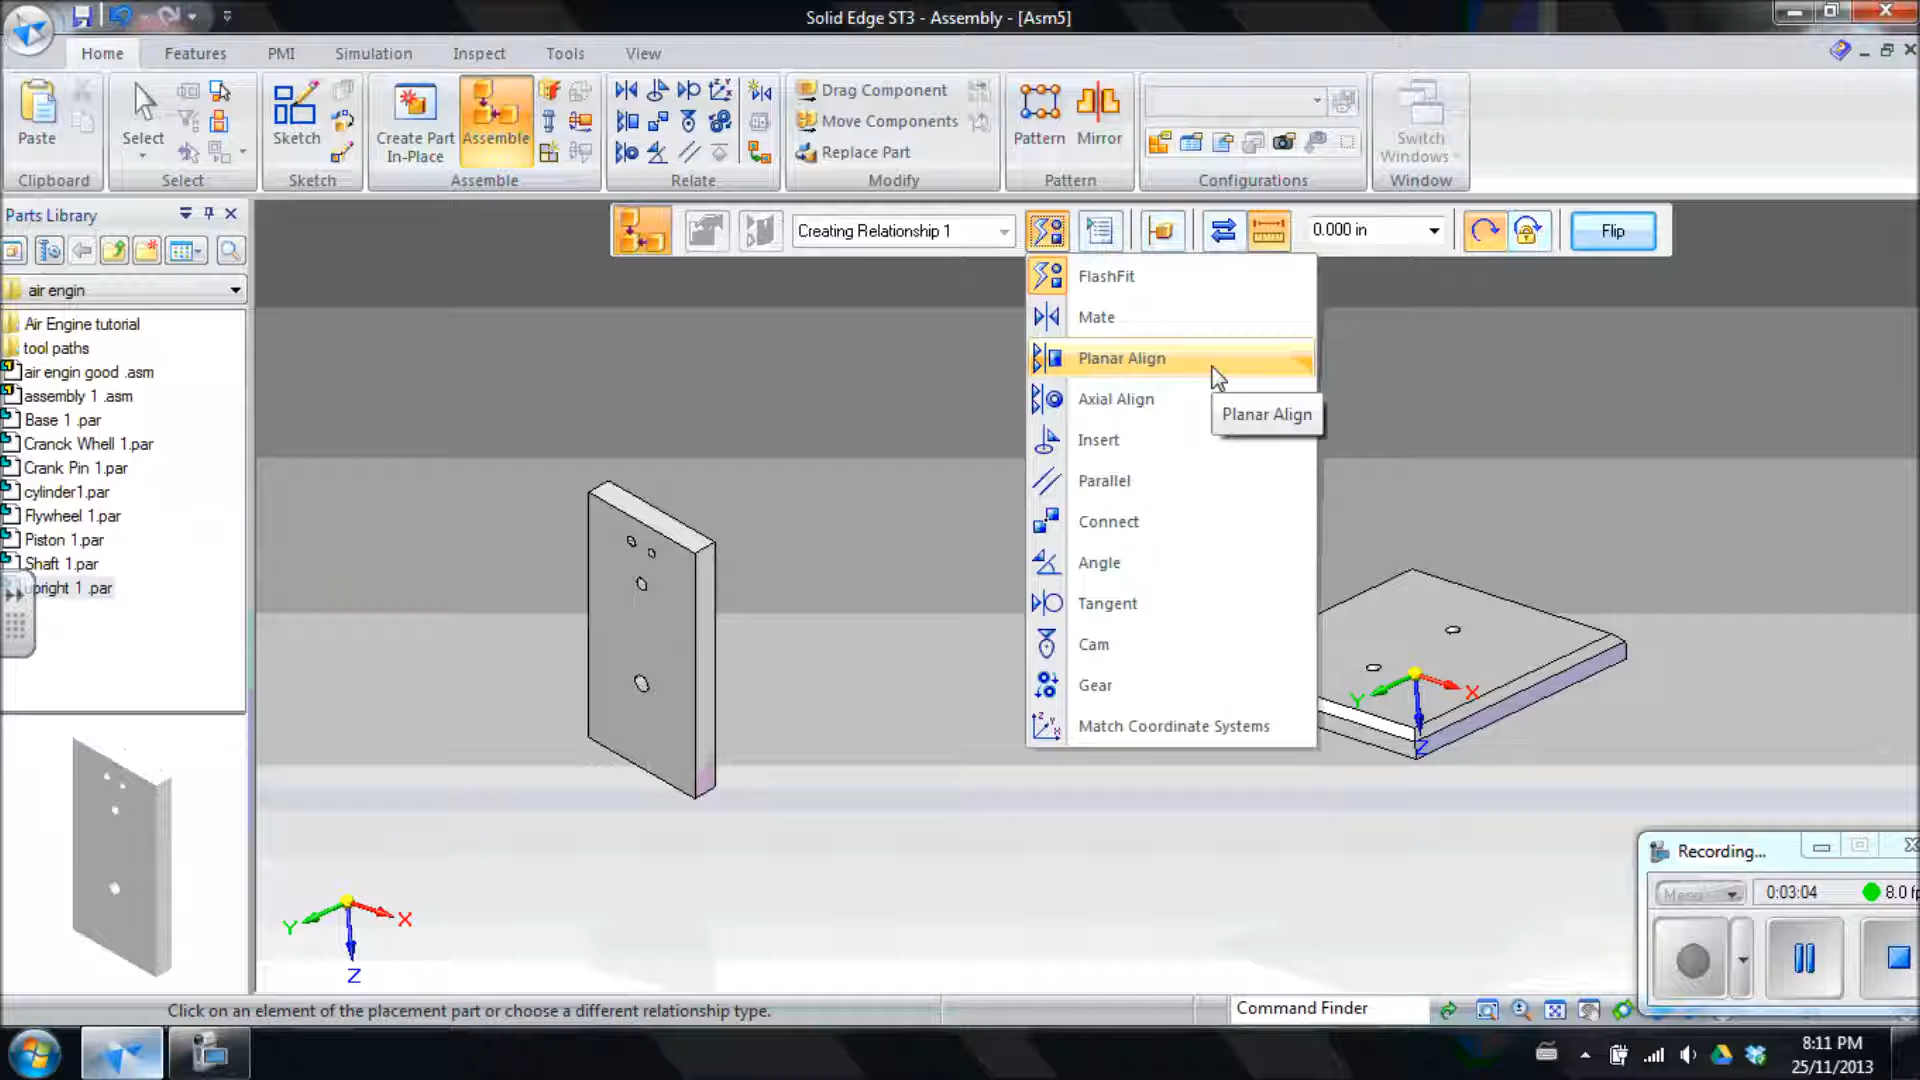 Solid Edge ST3 - Assembly - [Asm5]
Home
Features
PMI
Simulation
Inspect
Tools
View
Paste
Clipboard
Select
Select
Sketch
Sketch
Create Part
In-Place
Assemble
Assemble
Relate
Drag Component
Move Components
Replace Part
Modify
Pattern
Mirror
Pattern
Configurations
Switch
Windows
Window
Parts Library
air engin
Air Engine tutorial
tool paths
air engin good .asm
assembly 1 .asm
Base 1 .par
Cranck Whell 1.par
Crank Pin 1.par
cylinder1.par
Flywheel 1.par
Piston 1.par
Shaft 1.par
pright 1 .par
Creating Relationship 1
0.000 in
Flip
FlashFit
Mate
Planar Align
Axial Align
Insert
Parallel
Connect
Angle
Tangent
Cam
Gear
Match Coordinate Systems
Planar Align
Y
X
Z
Y
X
Z
Recording...
0:03:04
8.0
Click on an element of the placement part or choose a different relationship type.
Command Finder
8:11 PM
25/11/2013